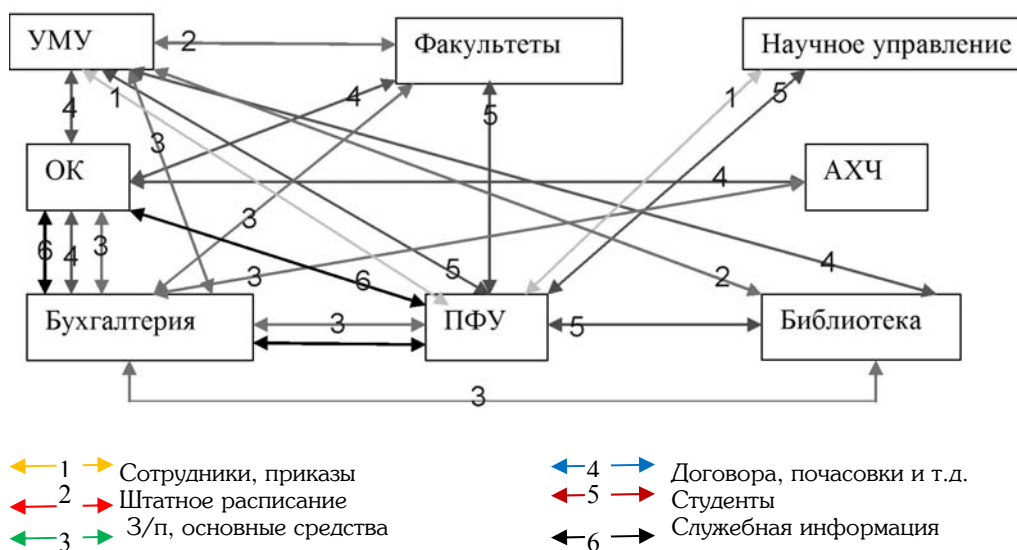 УМУ
2
Факультеты
Научное управление
1
4
1
5
4
5
3
ОК
4
АХЧ
3
6
4
3
3
5
6
2
4
Бухгалтерия
3
ПФУ
5
Библиотека
3
1 Сотрудники, приказы
2 Штатное расписание
3 З/п, основные средства
4 Договора, почасовки и т.д.
5 Студенты
6 Служебная информация